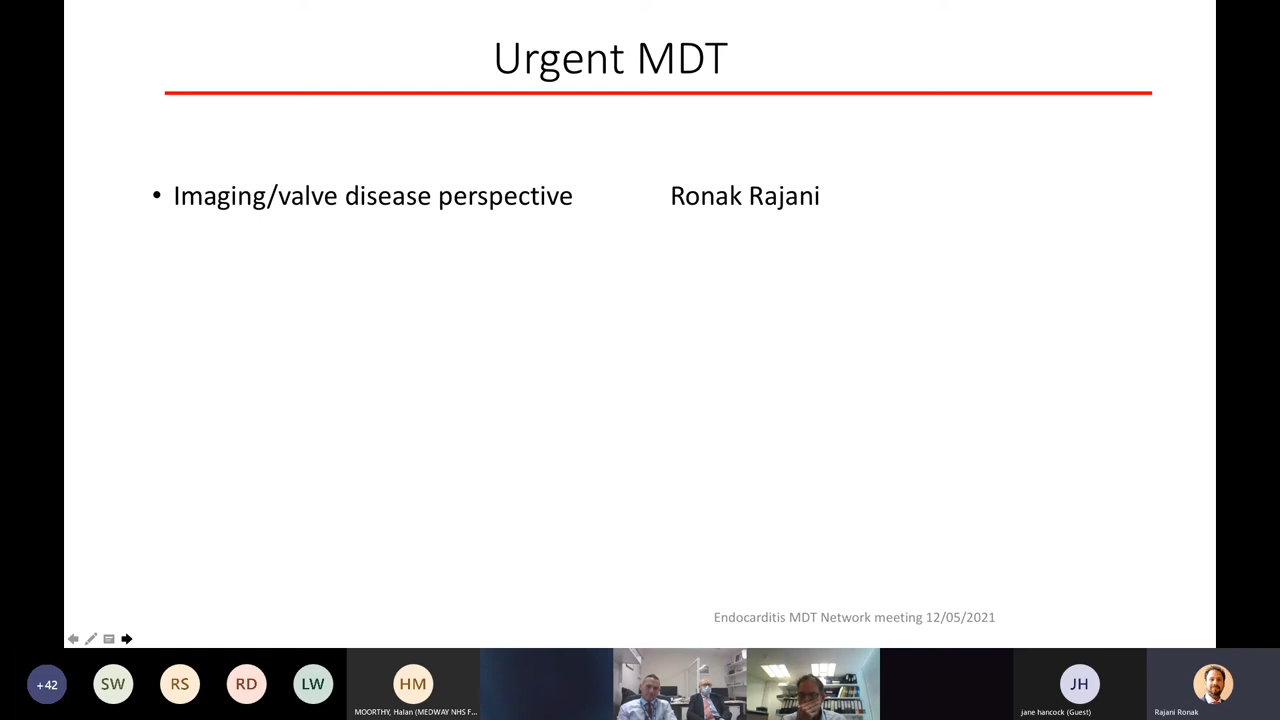 Urgent MDT
• Imaging/valve disease perspective Ronak Rajani
Endocarditis MDT Network meeting 12/05/2021
+42
SW
RS
RD
LW
HM
JH
MOORTHY, Halan (MEDWAY NHS F...
jane hancock (Guest)
Rajani Ronak